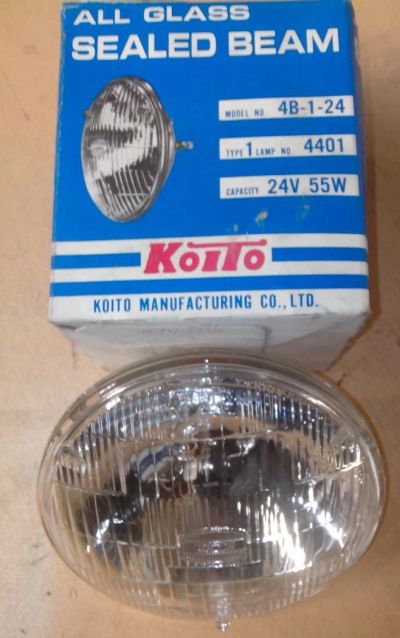 ALL GLASS
SEALED BEAM
MODEL NO. 4B-1-24
TYPE 1 LAMP NO. 4401
CAPACITY 24V 55W
KOITO
KOITO MANUFACTURING CO., LTD.